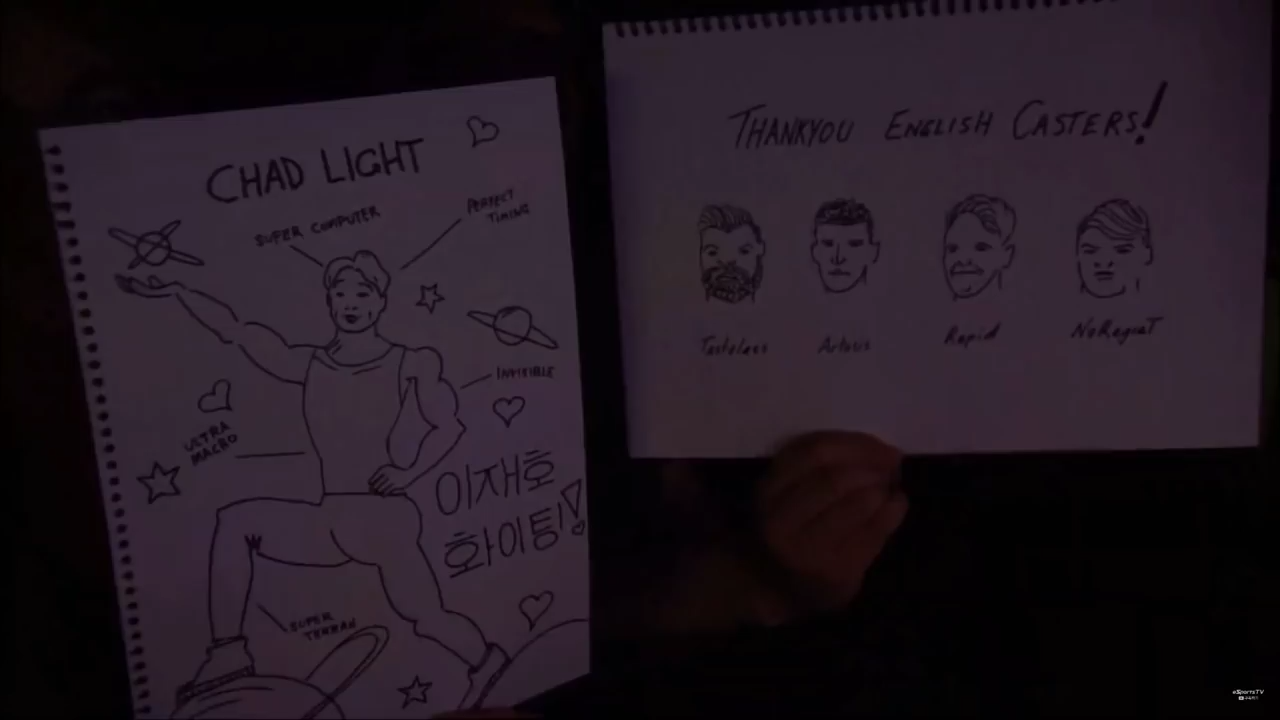 CHAD LIGHT
SUPER COMPUTER
PERFECT
TIMING
INVISIBLE
ULTRA
MACRO
이재호
화이팅!
SUPER
TERRAN
THANKYOU ENGLISH CASTERS!
Tasteless
Artosis
Rapid
NoRegreT
eSportsTV